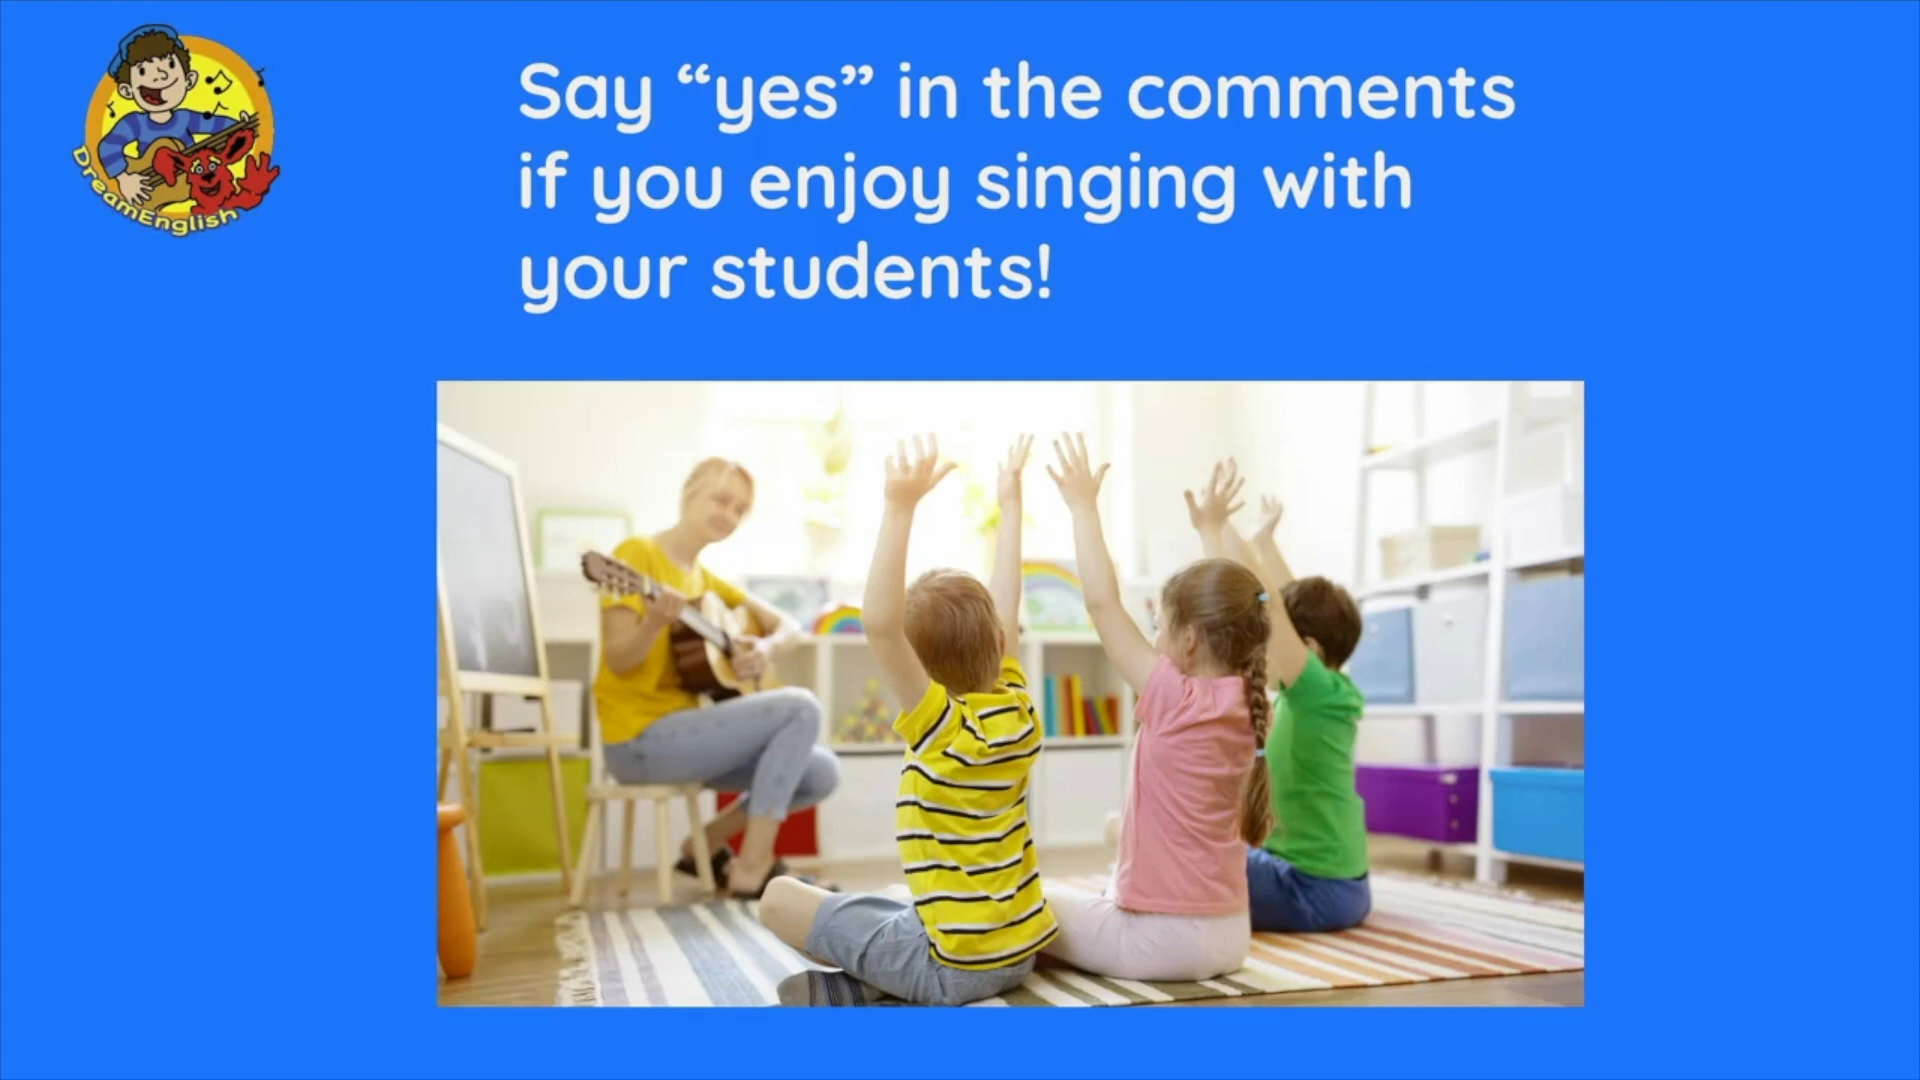 Say “yes” in the comments
if you enjoy singing with
your students!
DreamEnglish